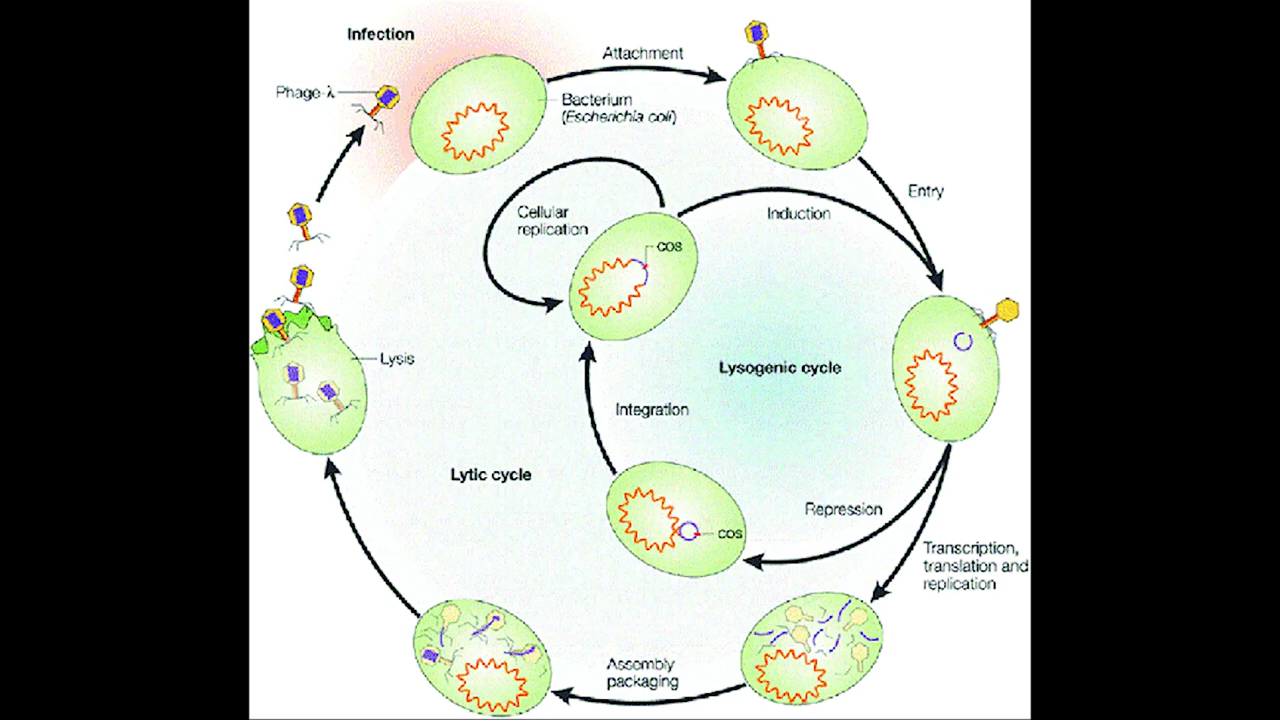 Infection
Attachment
Phage-λ
Bacterium
(Escherichia coli)
Entry
Cellular
replication
Induction
cos
Lysis
Lysogenic cycle
Integration
Lytic cycle
Repression
cos
Transcription,
translation and
replication
Assembly
packaging